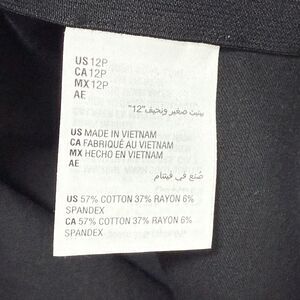 US 12P
CA 12P
MX 12P
AE
بيتيت صغير ونحيف "12"
US MADE IN VIETNAM
CA FABRIQUÉ AU VIETNAM
MX HECHO EN VIETNAM
AE
صُنع في فيتنام
US 57% COTTON 37% RAYON 6%
SPANDEX
CA 57% COTTON 37% RAYON 6%
SPANDEX